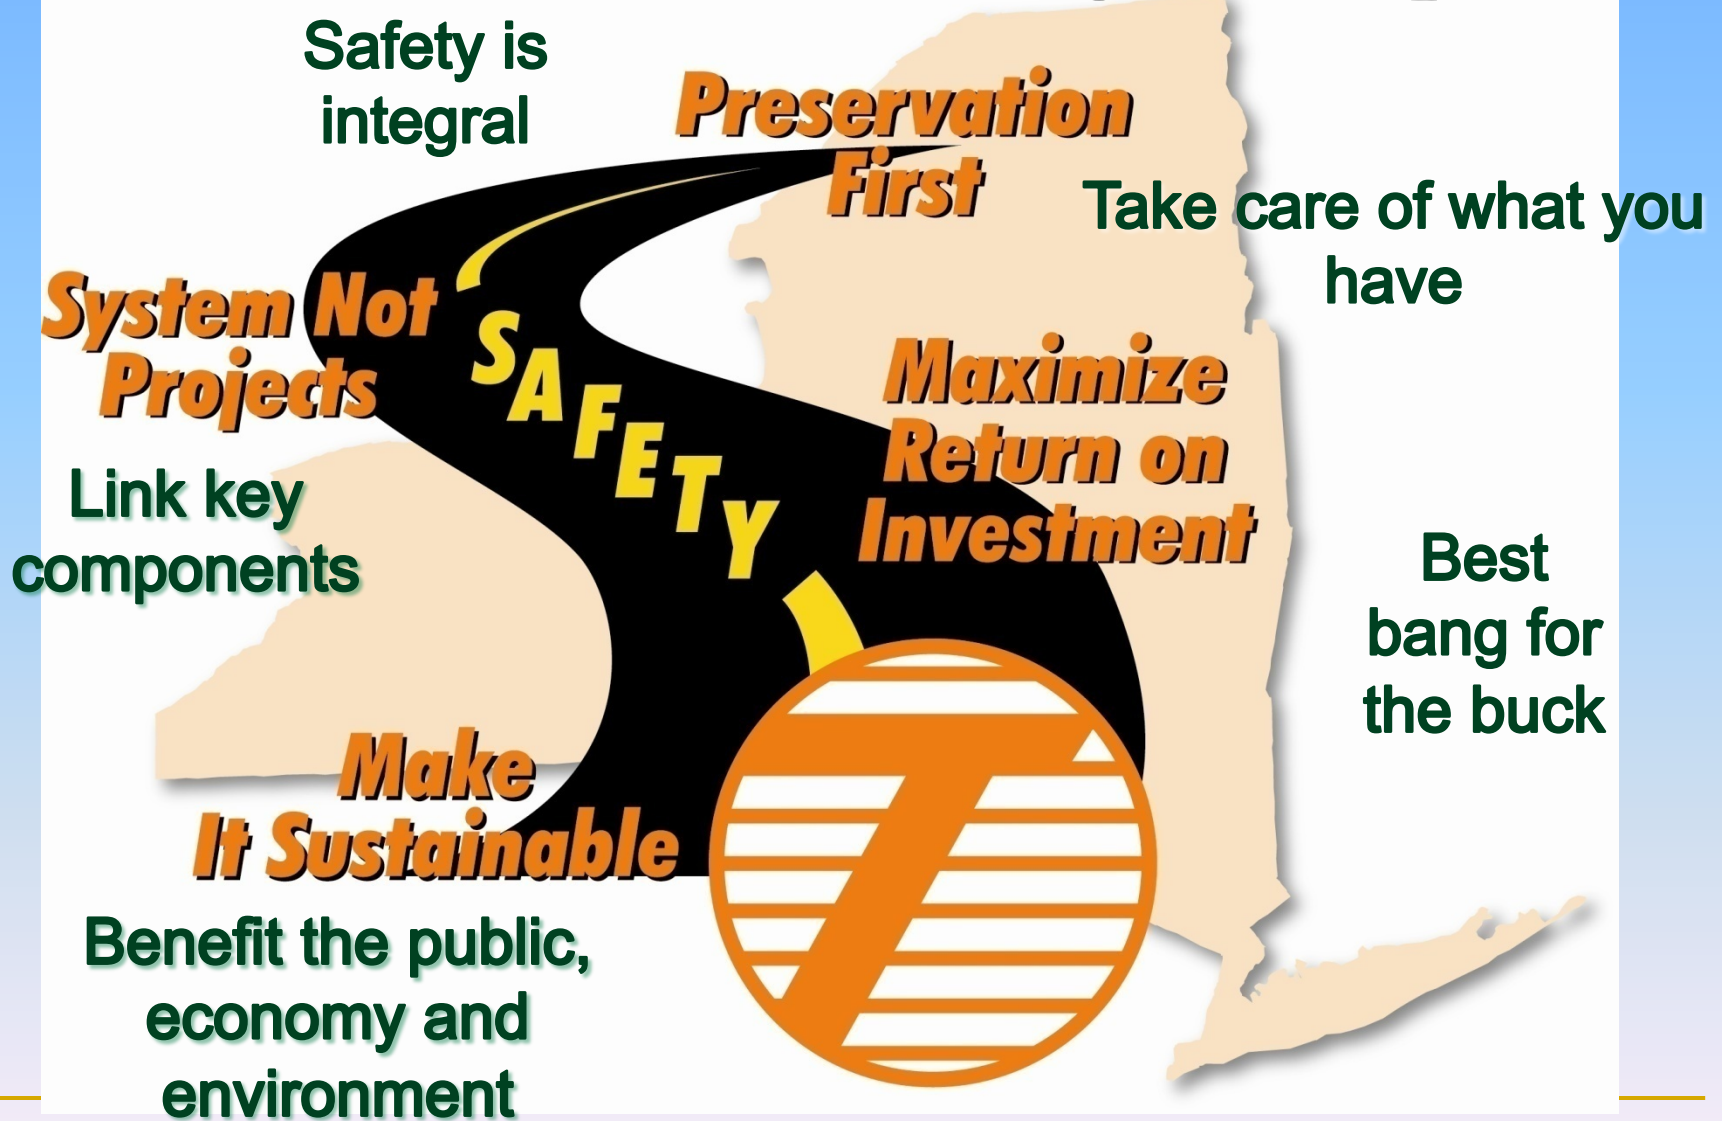 Safety is
integral
Preservation
First
Take care of what you
have
System Not
Projects
SAFETY
Maximize
Return on
Investment
Link key
components
Best
bang for
the buck
Make
It Sustainable
T
Benefit the public,
economy and
environment